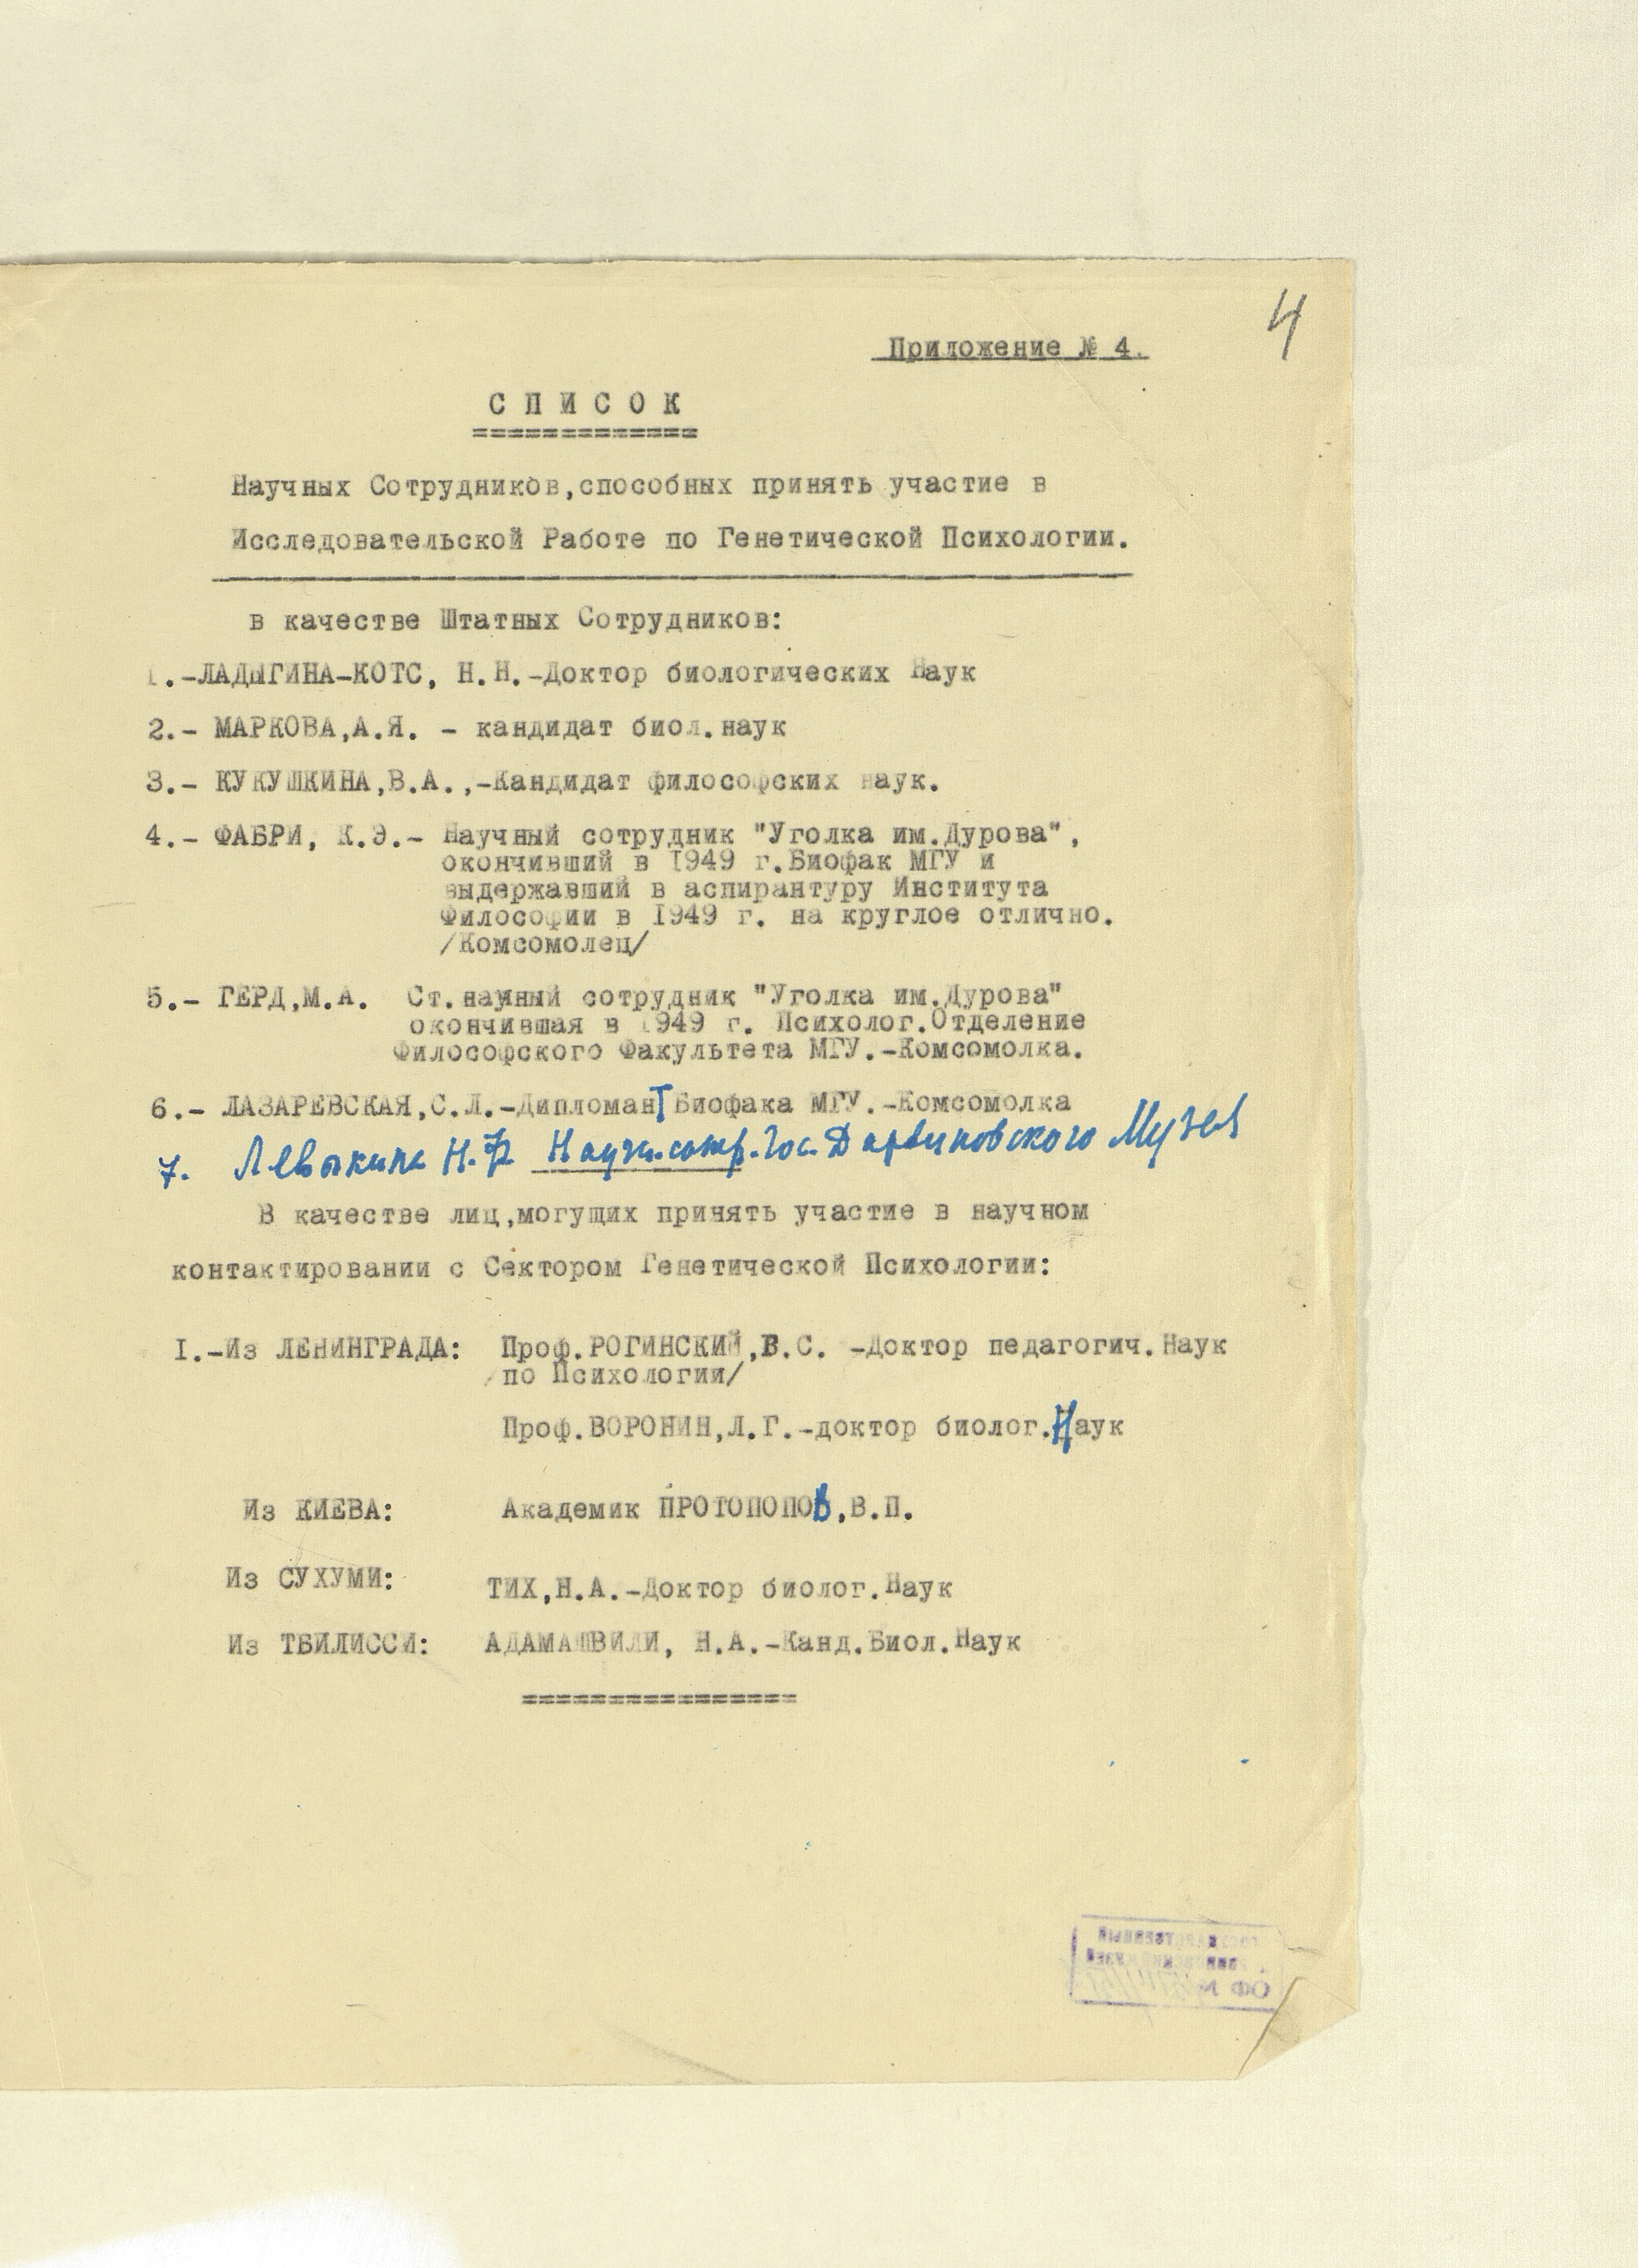 4
Приложение № 4.
С П И С О К
=============
Научных Сотрудников,способных принять участие в
Исследовательской Работе по Генетической Психологии.
в качестве Штатных Сотрудников:
1.-ЛАДЫГИНА-КОТС, Н.Н.-Доктор биологических Наук
2.- МАРКОВА,А.Я. - кандидат биол.наук
3.- КУКУШКИНА,В.А.,-Кандидат философских наук.
4.- ФАБРИ, К.Э.- Научный сотрудник "Уголка им.Дурова",
окончивший в 1949 г.Биофак МГУ и
выдержавший в аспирантуру Института
Философии в 1949 г. на круглое отлично.
/Комсомолец/
5.- ГЕРД,М.А. Ст.научный сотрудник "Уголка им.Дурова"
окончившая в 1949 г. Психолог.Отделение
Философского Факультета МГУ.-Комсомолка.
6.- ЛАЗАРЕВСКАЯ,С.Л.-Дипломант Биофака МГУ.-Комсомолка
7. Левыкина Н.Ф Научн.сотр. Гос. Дарвиновского Музея
В качестве лиц,могущих принять участие в научном
контактировании с Сектором Генетической Психологии:
I.-Из ЛЕНИНГРАДА: Проф.РОГИНСКИЙ,В.С. -Доктор педагогич.Наук
/по Психологии/
Проф.ВОРОНИН,Л.Г.-доктор биолог.Наук
Из КИЕВА: Академик ПРОТОПОПОВ,В.П.
Из СУХУМИ: ТИХ,Н.А.-Доктор биолог.Наук
Из ТБИЛИССИ: АДАМАШВИЛИ, Н.А.-Канд.Биол.Наук
================
ОФ №